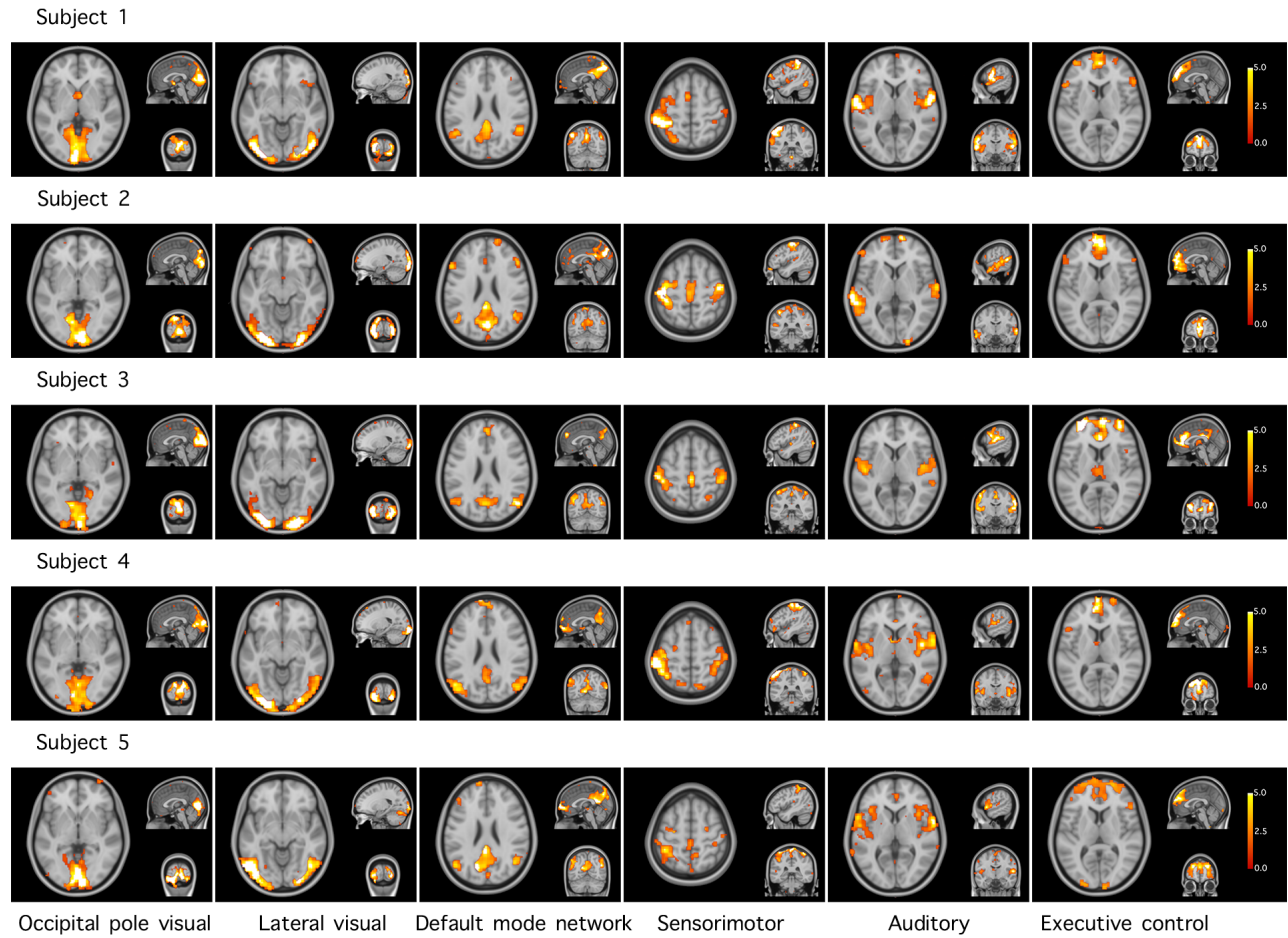 Subject 1
5.0
2.5
0.0
Subject 2
5.0
2.5
0.0
Subject 3
5.0
2.5
0.0
Subject 4
5.0
2.5
0.0
Subject 5
5.0
2.5
0.0
Occipital pole visual Lateral visual Default mode network Sensorimotor Auditory Executive control